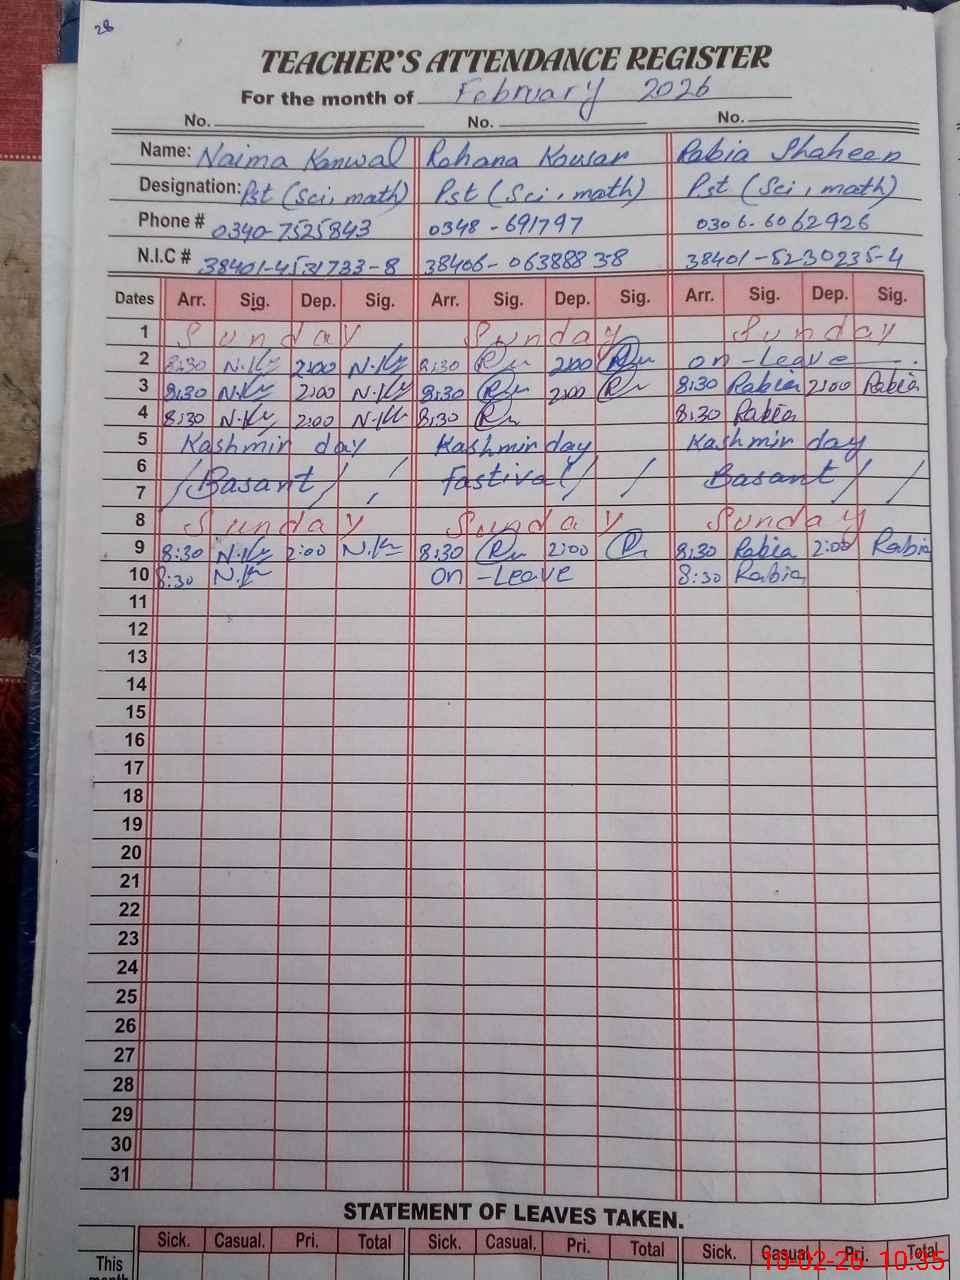 28
TEACHER'S ATTENDANCE REGISTER
For the month of February 2026
No. No. No.
Name: Naima Kanwal Rahana Kousar Rabia Shaheen
Designation: Pst (Sci, math) Pst (Sci, math) Pst (Sci, math)
Phone # 0340-7525843 0348-691797 0306-6062926
N.I.C # 38401-4531733-8 38406-0638888 38 38401-5230235-4
Dates Arr. Sig. Dep. Sig. Arr. Sig. Dep. Sig. Arr. Sig. Dep. Sig.
1 Sunday Sunday Sunday
2 8:30 2:00 8:30 2:00 on-Leave
3 8:30 2:00 8:30 2:00 8:30 Rabia 2:00 Rabia
4 8:30 2:00 8:30 8:30 Rabia
5 Kashmir day Kashmir day Kashmir day
6 Basant fastival Basant
7
8 Sunday Sunday Sunday
9 8:30 2:00 8:30 2:00 8:30 Rabia 2:00 Rabia
10 8:30 on-Leave 8:30 Rabia
11
12
13
14
15
16
17
18
19
20
21
22
23
24
25
26
27
28
29
30
31
STATEMENT OF LEAVES TAKEN.
Sick. Casual. Pri. Total Sick. Casual. Pri. Total Sick. Casual. Pri. Total
This
month
10-02-26 10:35